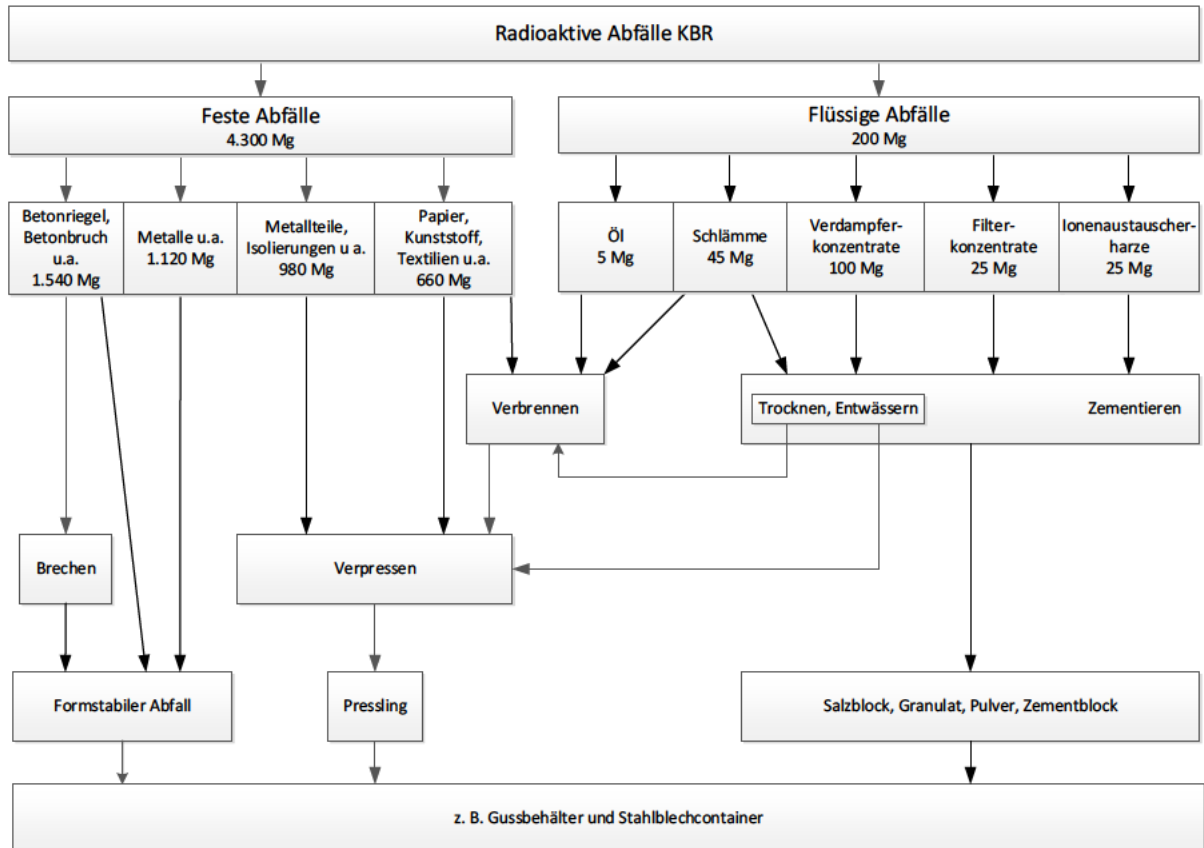 Radioaktive Abfälle KBR
Feste Abfälle
4.300 Mg
Flüssige Abfälle
200 Mg
Betonriegel,
Betonbruch
u.a.
1.540 Mg
Metalle u.a.
1.120 Mg
Metallteile,
Isolierungen u a.
980 Mg
Papier,
Kunststoff,
Textilien u.a.
660 Mg
Öl
5 Mg
Schlämme
45 Mg
Verdampfer-
konzentrate
100 Mg
Filter-
konzentrate
25 Mg
Ionenaustauscher-
harze
25 Mg
Verbrennen
Trocknen, Entwässern
Zementieren
Brechen
Verpressen
Formstabiler Abfall
Pressling
Salzblock, Granulat, Pulver, Zementblock
z. B. Gussbehälter und Stahlblechcontainer